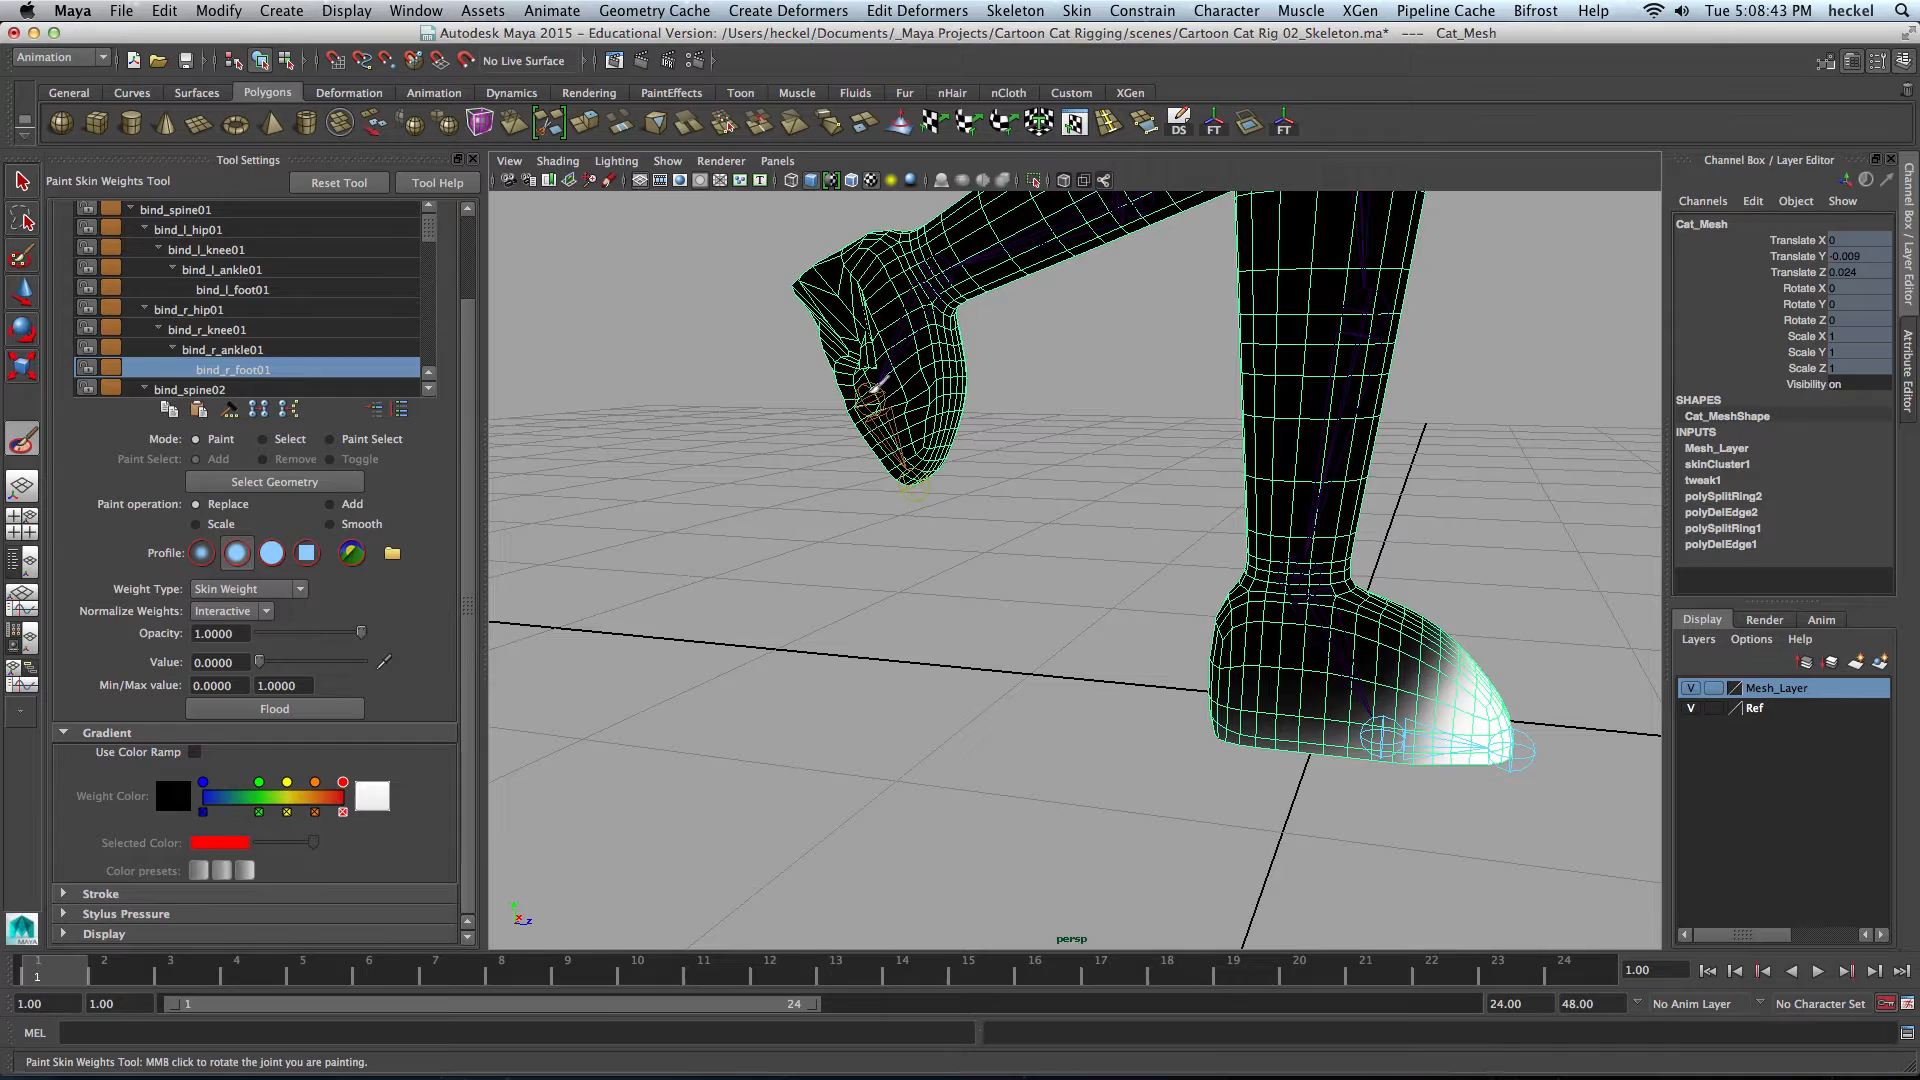 Maya File Edit Modify Create Display Window Assets Animate Geometry Cache Create Deformers Edit Deformers Skeleton Skin Constrain Character Muscle XGen Pipeline Cache Bifrost Help Tue 5:08:43 PM heckel
Autodesk Maya 2015 - Educational Version: /Users/heckel/Documents/_Maya Projects/Cartoon Cat Rigging/scenes/Cartoon Cat Rig 02_Skeleton.ma* --- Cat_Mesh
Animation No Live Surface
General Curves Surfaces Polygons Deformation Animation Dynamics Rendering PaintEffects Toon Muscle Fluids Fur nHair nCloth Custom XGen
DS FT FT
Tool Settings
Paint Skin Weights Tool Reset Tool Tool Help
bind_spine01
bind_l_hip01
bind_l_knee01
bind_l_ankle01
bind_l_foot01
bind_r_hip01
bind_r_knee01
bind_r_ankle01
bind_r_foot01
bind_spine02
Mode: Paint Select Paint Select
Paint Select: Add Remove Toggle
Select Geometry
Paint operation: Replace Add
Scale Smooth
Profile:
Weight Type: Skin Weight
Normalize Weights: Interactive
Opacity: 1.0000
Value: 0.0000
Min/Max value: 0.0000 1.0000
Flood
Gradient
Use Color Ramp
Weight Color:
Selected Color:
Color presets:
Stroke
Stylus Pressure
Display
MAYA
View Shading Lighting Show Renderer Panels
persp
Channel Box / Layer Editor
Channels Edit Object Show
Cat_Mesh
Translate X 0
Translate Y -0.009
Translate Z 0.024
Rotate X 0
Rotate Y 0
Rotate Z 0
Scale X 1
Scale Y 1
Scale Z 1
Visibility on
SHAPES
Cat_MeshShape
INPUTS
Mesh_Layer
skinCluster1
tweak1
polySplitRing2
polyDelEdge2
polySplitRing1
polyDelEdge1
Display Render Anim
Layers Options Help
V Mesh_Layer
V Ref
Channel Box / Layer Editor
Attribute Editor
1 2 3 4 5 6 7 8 9 10 11 12 13 14 15 16 17 18 19 20 21 22 23 24
1 1.00
1.00 1.00 1 24 24.00 48.00 No Anim Layer No Character Set
MEL
Paint Skin Weights Tool: MMB click to rotate the joint you are painting.